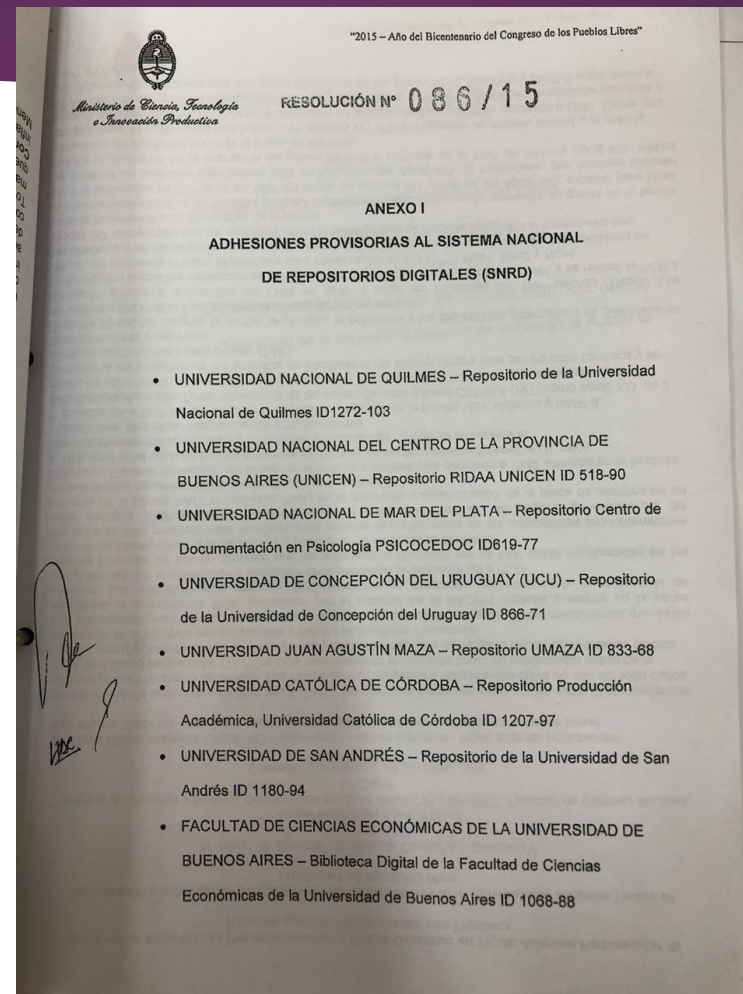 "2015 – Año del Bicentenario del Congreso de los Pueblos Libres"
Ministerio de Ciencia, Tecnología
e Innovación Productiva
RESOLUCIÓN N° 086/15
ANEXO I
ADHESIONES PROVISORIAS AL SISTEMA NACIONAL
DE REPOSITORIOS DIGITALES (SNRD)
• UNIVERSIDAD NACIONAL DE QUILMES – Repositorio de la Universidad
Nacional de Quilmes ID1272-103
• UNIVERSIDAD NACIONAL DEL CENTRO DE LA PROVINCIA DE
BUENOS AIRES (UNICEN) – Repositorio RIDAA UNICEN ID 518-90
• UNIVERSIDAD NACIONAL DE MAR DEL PLATA – Repositorio Centro de
Documentación en Psicología PSICOCEDOC ID619-77
• UNIVERSIDAD DE CONCEPCIÓN DEL URUGUAY (UCU) – Repositorio
de la Universidad de Concepción del Uruguay ID 866-71
• UNIVERSIDAD JUAN AGUSTÍN MAZA – Repositorio UMAZA ID 833-68
• UNIVERSIDAD CATÓLICA DE CÓRDOBA – Repositorio Producción
Académica, Universidad Católica de Córdoba ID 1207-97
• UNIVERSIDAD DE SAN ANDRÉS – Repositorio de la Universidad de San
Andrés ID 1180-94
• FACULTAD DE CIENCIAS ECONÓMICAS DE LA UNIVERSIDAD DE
BUENOS AIRES – Biblioteca Digital de la Facultad de Ciencias
Económicas de la Universidad de Buenos Aires ID 1068-88